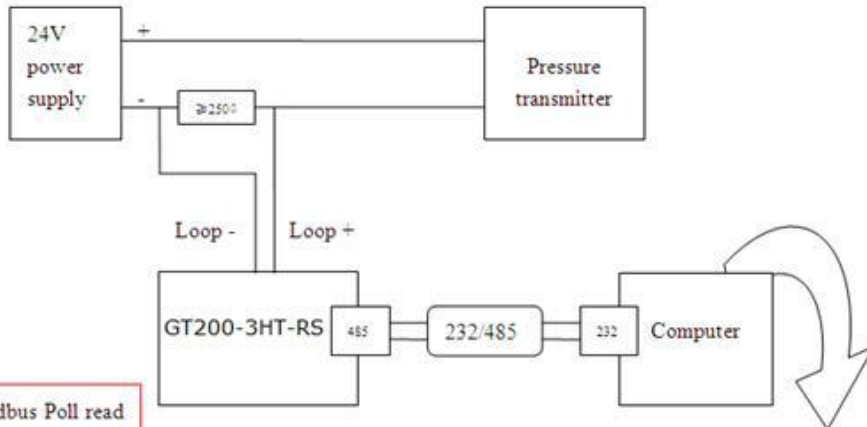 24V
power
supply
+
-
≥250Ω
Pressure
transmitter
Loop -
Loop +
GT200-3HT-RS
485
232/485
232
Computer
dbus Poll read